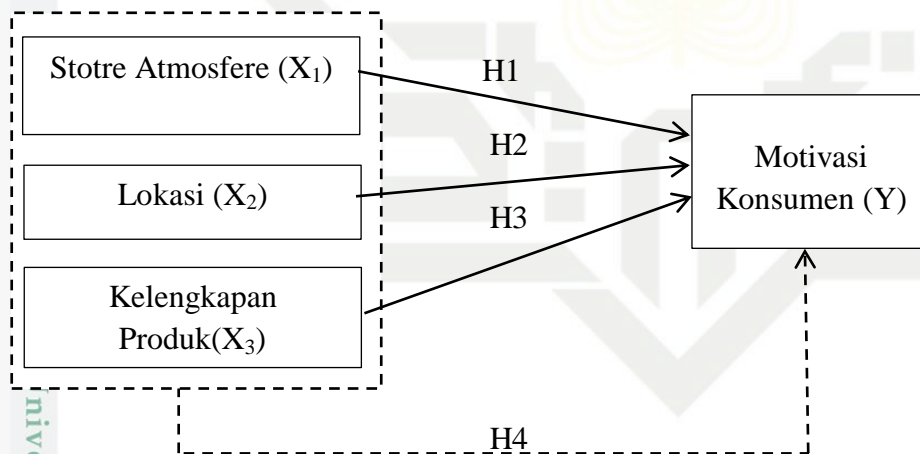 Stotre Atmosfere (X₁)
H1
H2
Motivasi
Konsumen (Y)
Lokasi (X₂)
H3
Kelengkapan
Produk(X₃)
H4